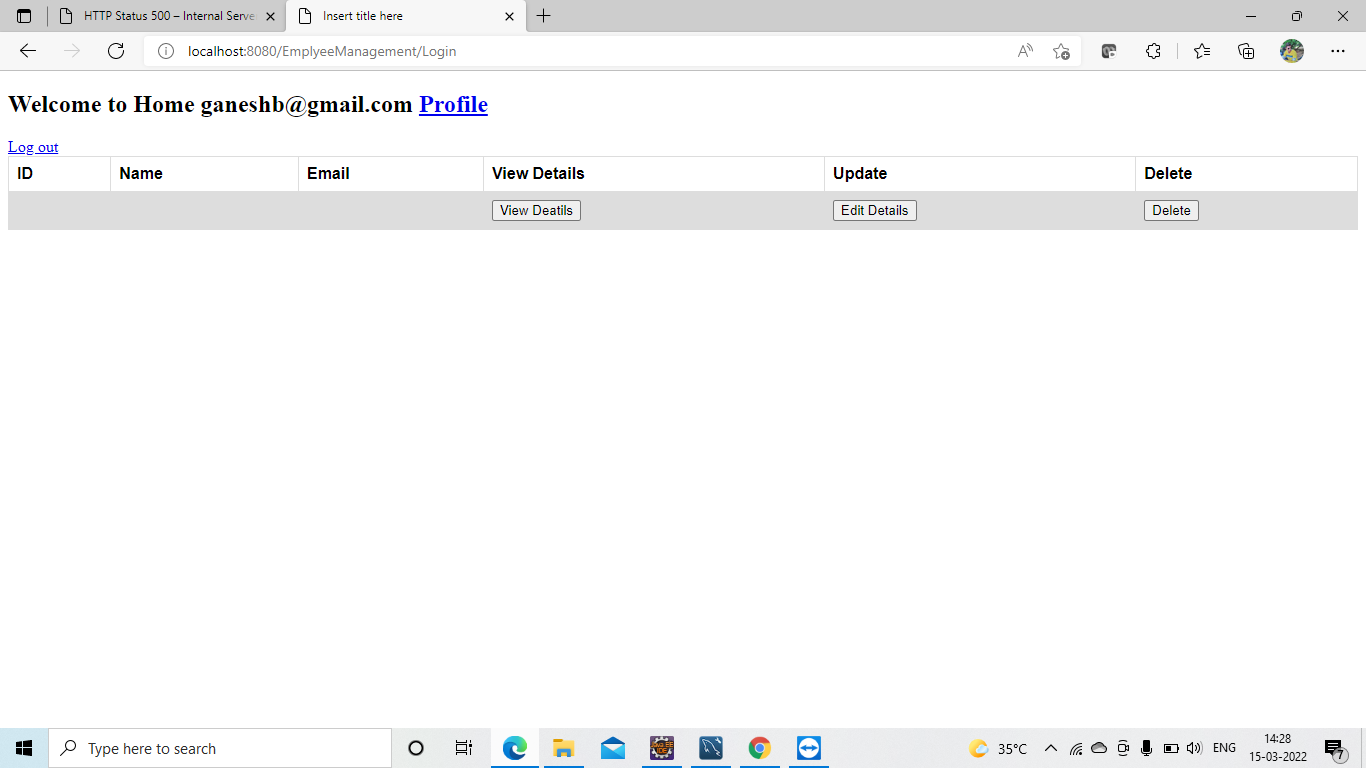 HTTP Status 500 – Internal Serve
Insert title here
localhost:8080/EmplyeeManagement/Login
Welcome to Home ganeshb@gmail.com Profile
Log out
ID Name Email View Details Update Delete
View Deatils Edit Details Delete
Type here to search
35°C
ENG
14:28
15-03-2022
7